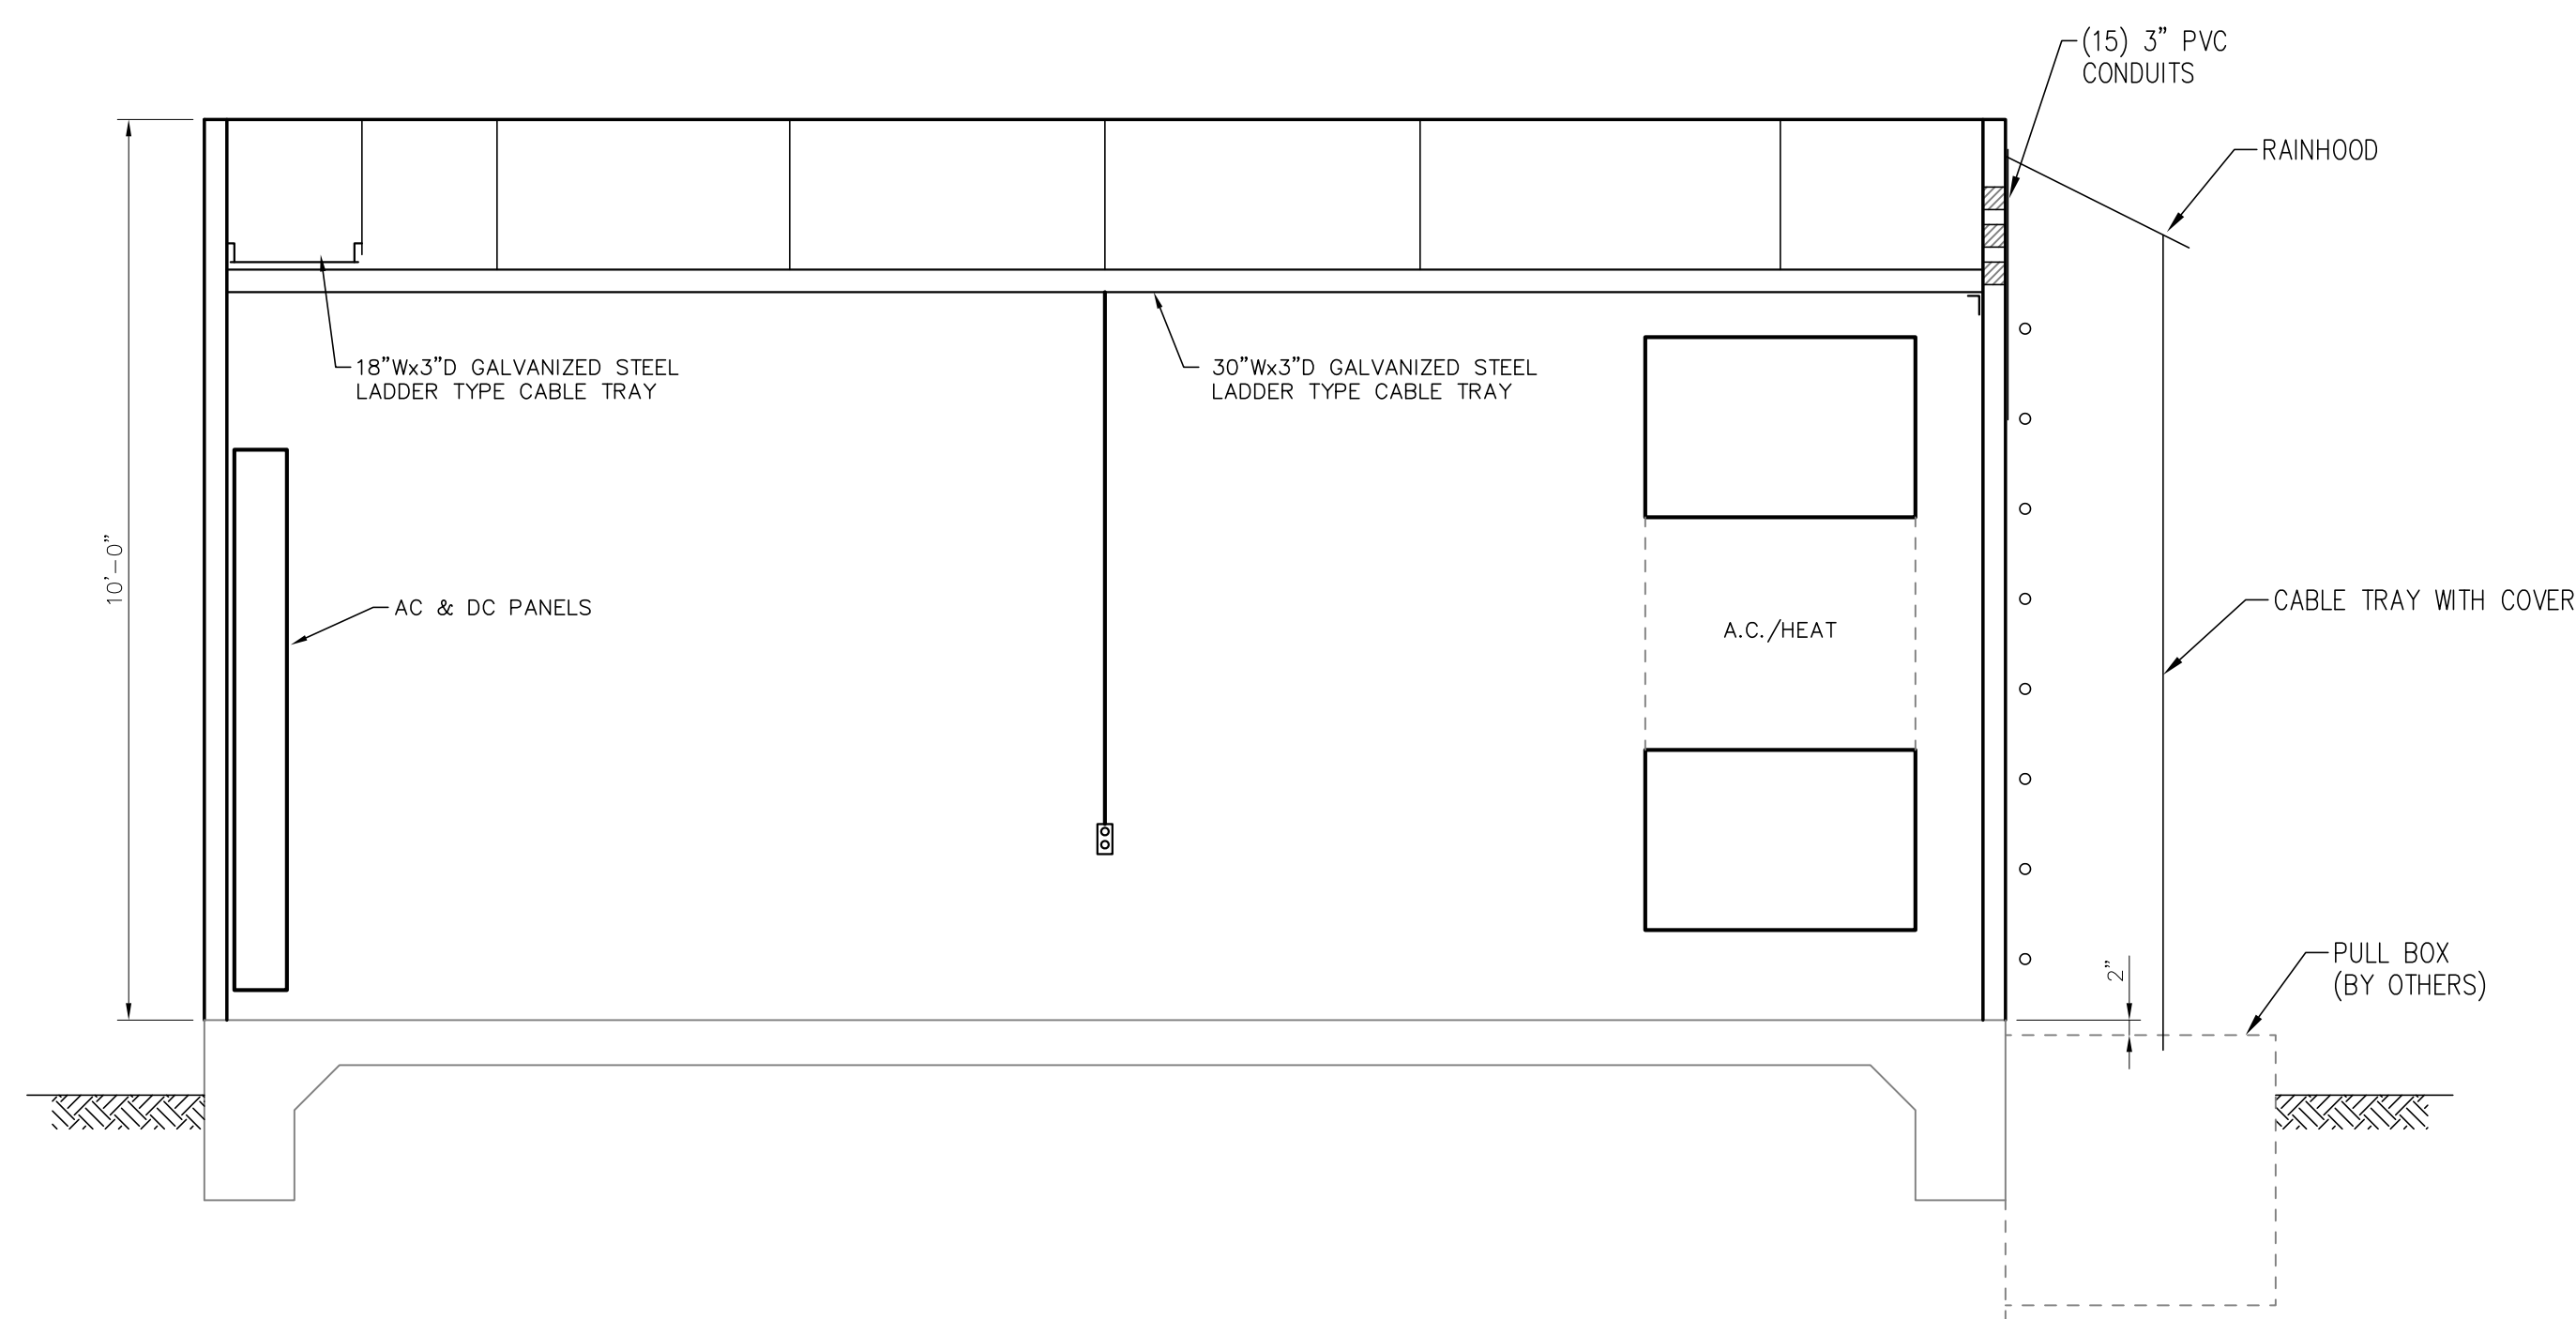 (15) 3" PVC
CONDUITS
RAINHOOD
18"Wx3"D GALVANIZED STEEL
LADDER TYPE CABLE TRAY
30"Wx3"D GALVANIZED STEEL
LADDER TYPE CABLE TRAY
10'-0"
AC & DC PANELS
A.C./HEAT
CABLE TRAY WITH COVER
2"
PULL BOX
(BY OTHERS)